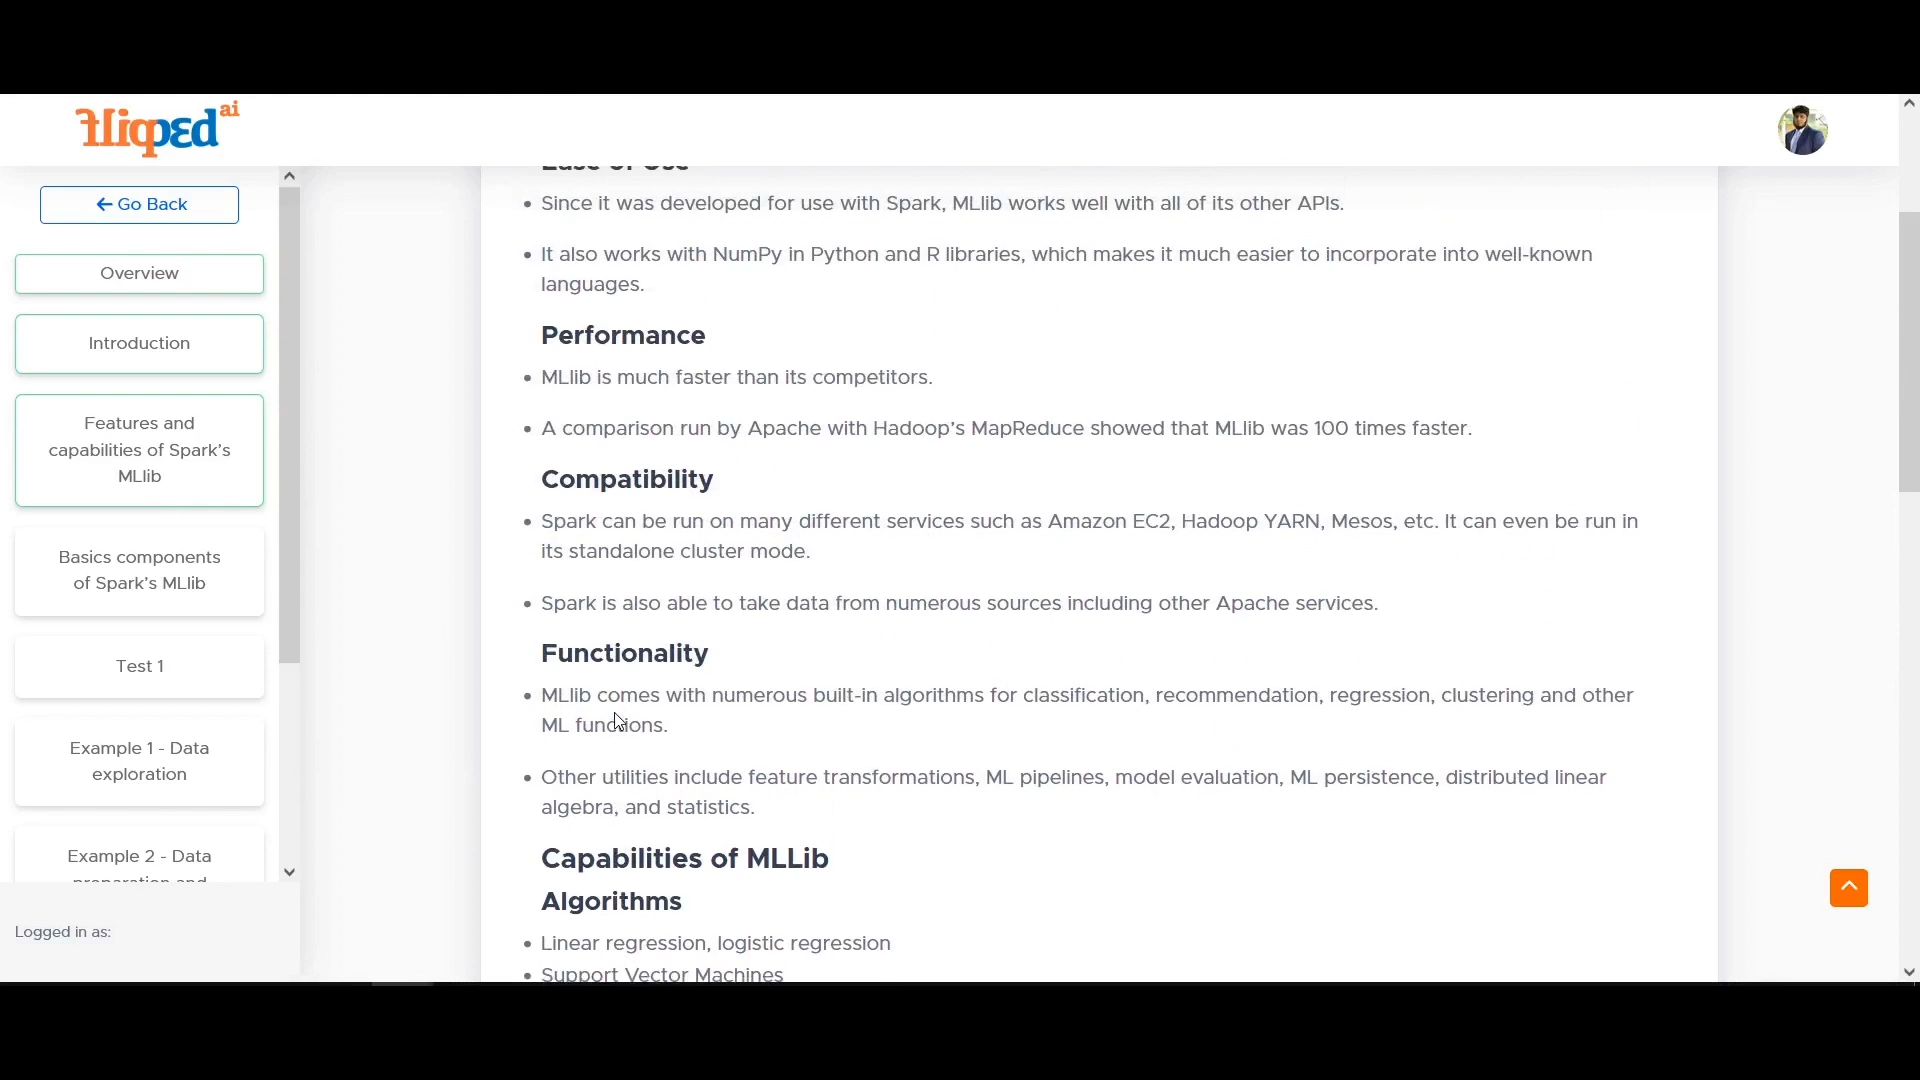 fliqped ai
Go Back
Overview
Introduction
Features and
capabilities of Spark's
MLlib
Basics components
of Spark's MLlib
Test 1
Example 1 - Data
exploration
Example 2 - Data
preparation and
Logged in as:
Ease of Use
• Since it was developed for use with Spark, MLlib works well with all of its other APIs.
• It also works with NumPy in Python and R libraries, which makes it much easier to incorporate into well-known
languages.
Performance
• MLlib is much faster than its competitors.
• A comparison run by Apache with Hadoop's MapReduce showed that MLlib was 100 times faster.
Compatibility
• Spark can be run on many different services such as Amazon EC2, Hadoop YARN, Mesos, etc. It can even be run in
its standalone cluster mode.
• Spark is also able to take data from numerous sources including other Apache services.
Functionality
• MLlib comes with numerous built-in algorithms for classification, recommendation, regression, clustering and other
ML functions.
• Other utilities include feature transformations, ML pipelines, model evaluation, ML persistence, distributed linear
algebra, and statistics.
Capabilities of MLLib
Algorithms
• Linear regression, logistic regression
• Support Vector Machines